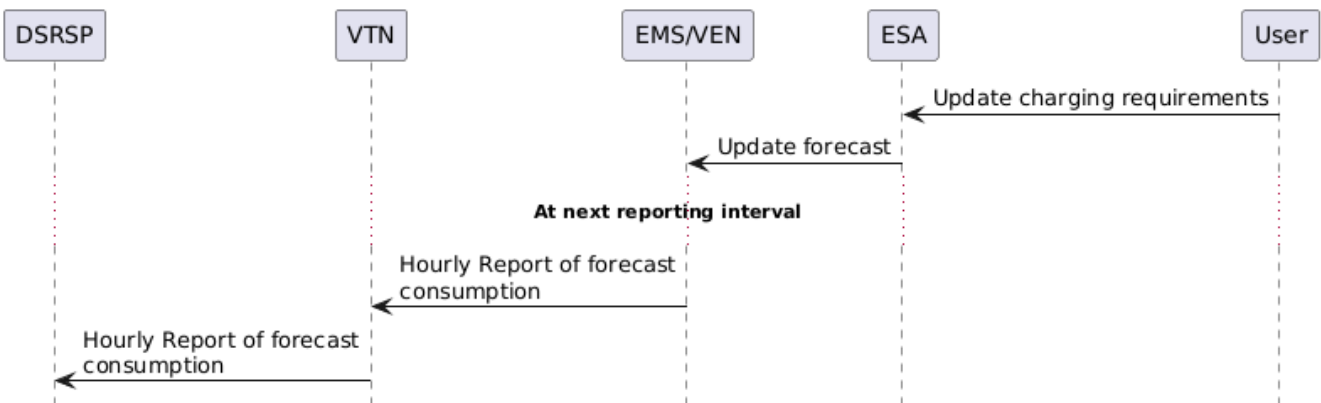 DSRSP
VTN
EMS/VEN
ESA
User
Update charging requirements
Update forecast
At next reporting interval
Hourly Report of forecast
consumption
Hourly Report of forecast
consumption